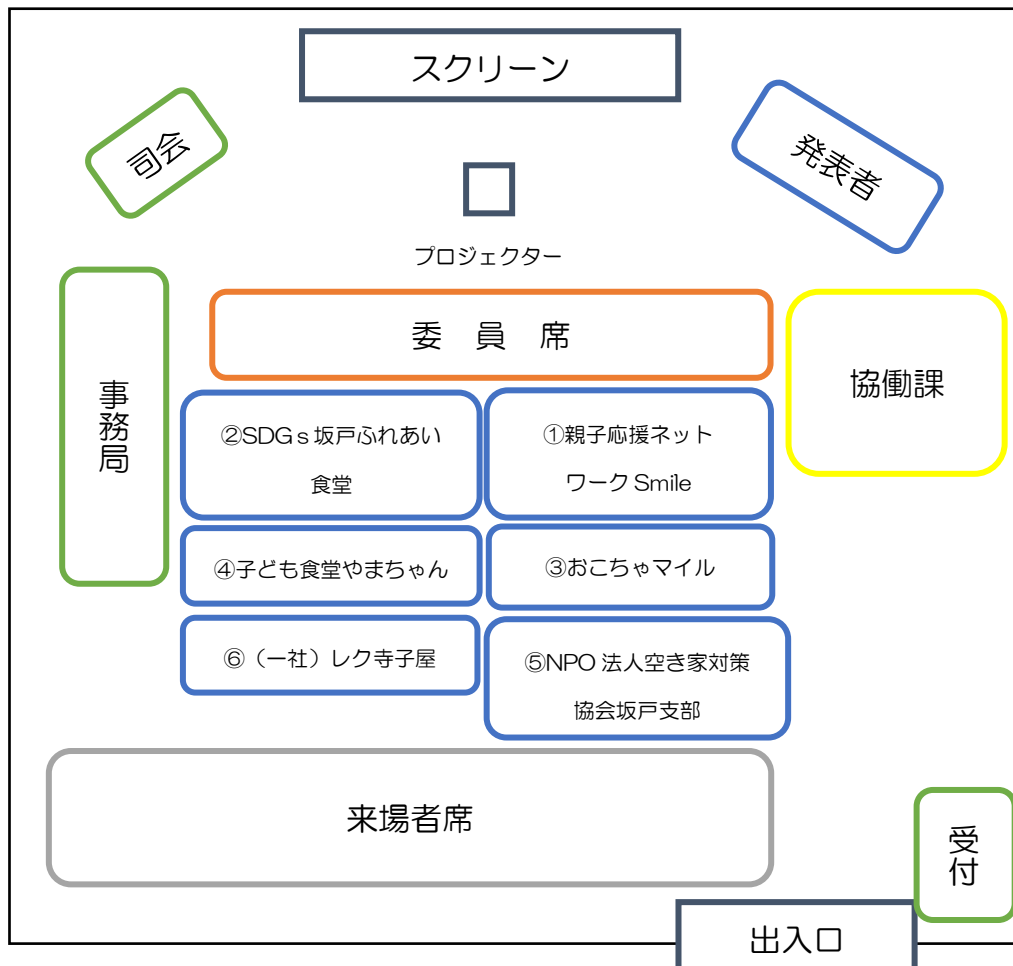 スクリーン
司会
発表者
プロジェクター
委 員 席
協働課
事務局
②SDGｓ坂戸ふれあい
食堂
①親子応援ネット
ワーク Smile
④子ども食堂やまちゃん
③おこちゃマイル
⑥（一社）レク寺子屋
⑤NPO 法人空き家対策
協会坂戸支部
来場者席
受付
出入口